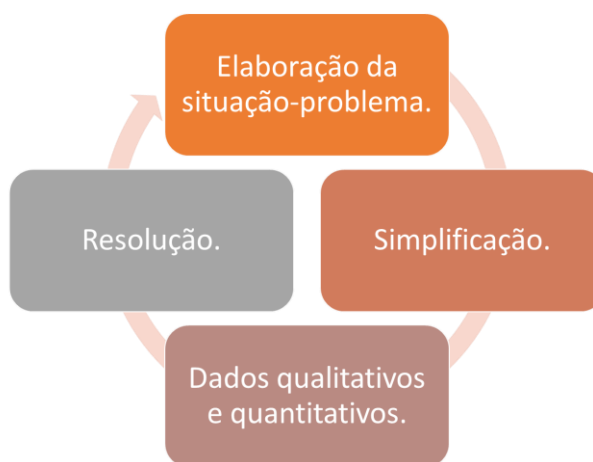 Elaboração da
situação-problema.
Simplificação.
Dados qualitativos
e quantitativos.
Resolução.